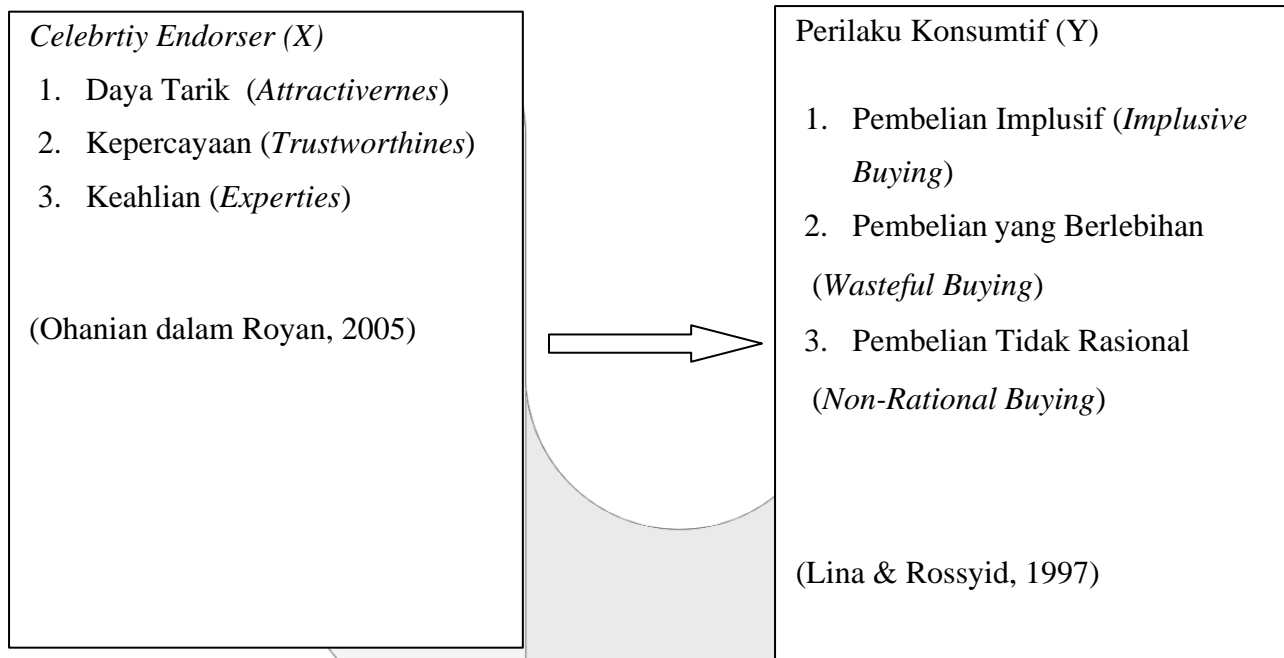 Celebrtiy Endorser (X)
1. Daya Tarik (Attractivernes)
2. Kepercayaan (Trustworthines)
3. Keahlian (Experties)
(Ohanian dalam Royan, 2005)
Perilaku Konsumtif (Y)
1. Pembelian Implusif (Implusive
Buying)
2. Pembelian yang Berlebihan
(Wasteful Buying)
3. Pembelian Tidak Rasional
(Non-Rational Buying)
(Lina & Rossyid, 1997)